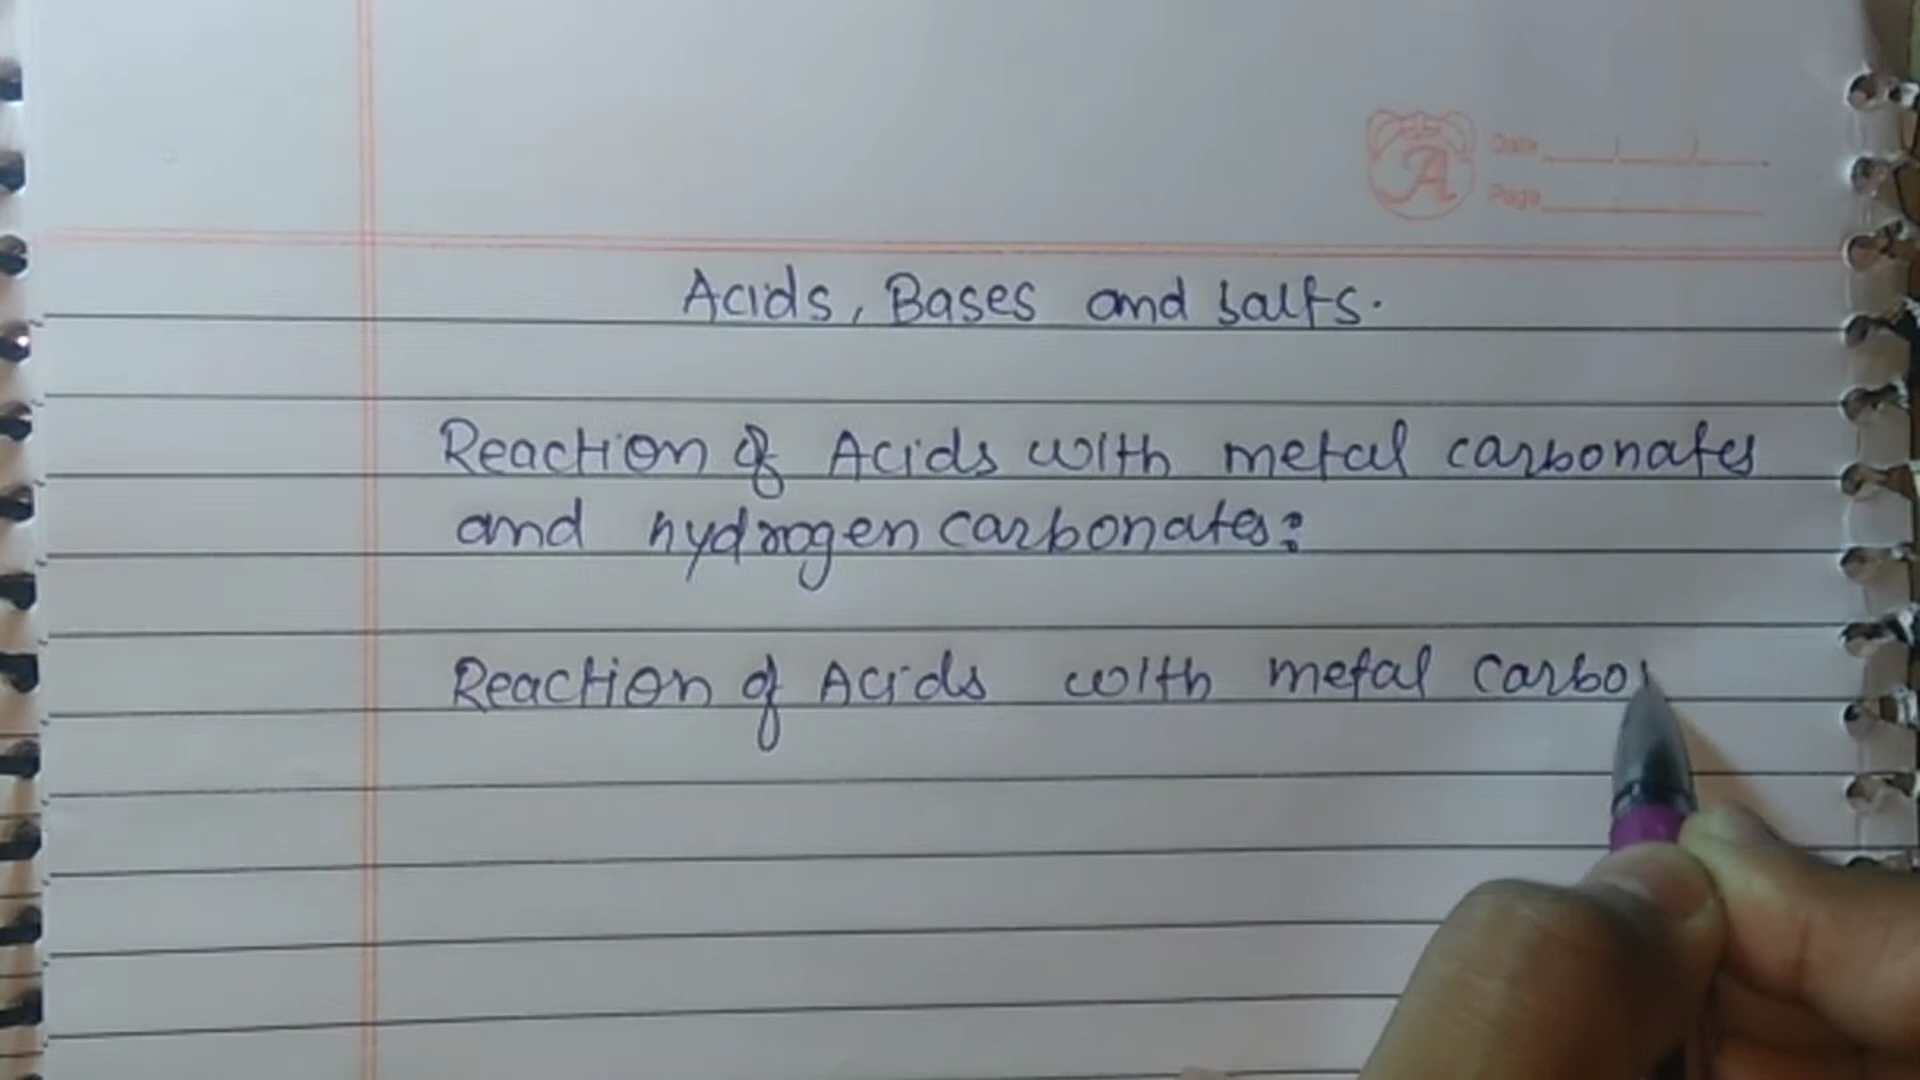 A
Date
Page
Acids, Bases and salts.
Reaction of Acids with metal carbonates
and hydrogen carbonates:
Reaction of Acids with metal carbo